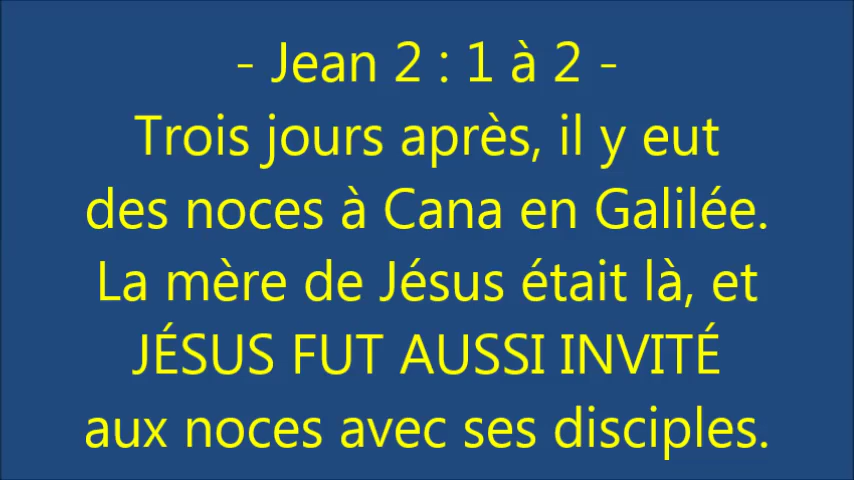 - Jean 2 : 1 à 2 -
Trois jours après, il y eut
des noces à Cana en Galilée.
La mère de Jésus était là, et
JÉSUS FUT AUSSI INVITÉ
aux noces avec ses disciples.